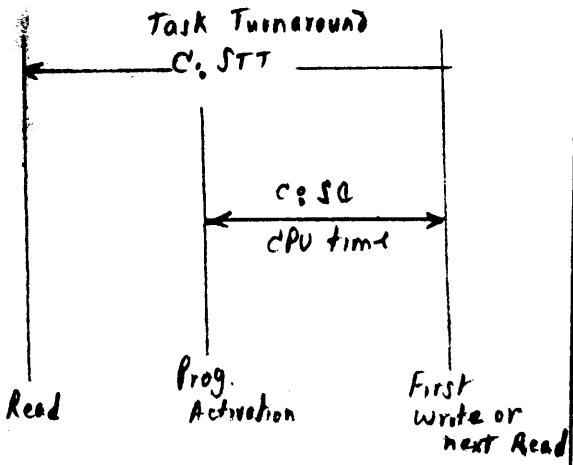 Task Turnaround
C: STT
C: SQ
CPU time
Read
Prog.
Activation
First
Write or
next Read